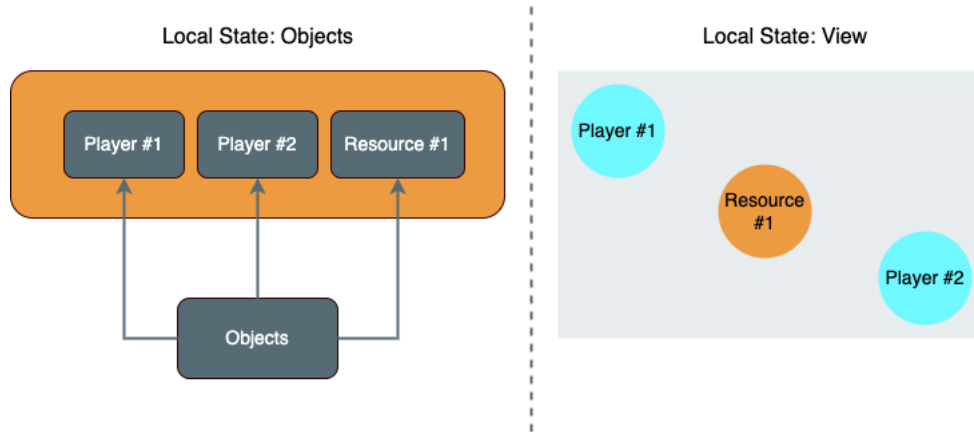 Local State: Objects
Player #1
Player #2
Resource #1
Objects
Local State: View
Player #1
Resource
#1
Player #2